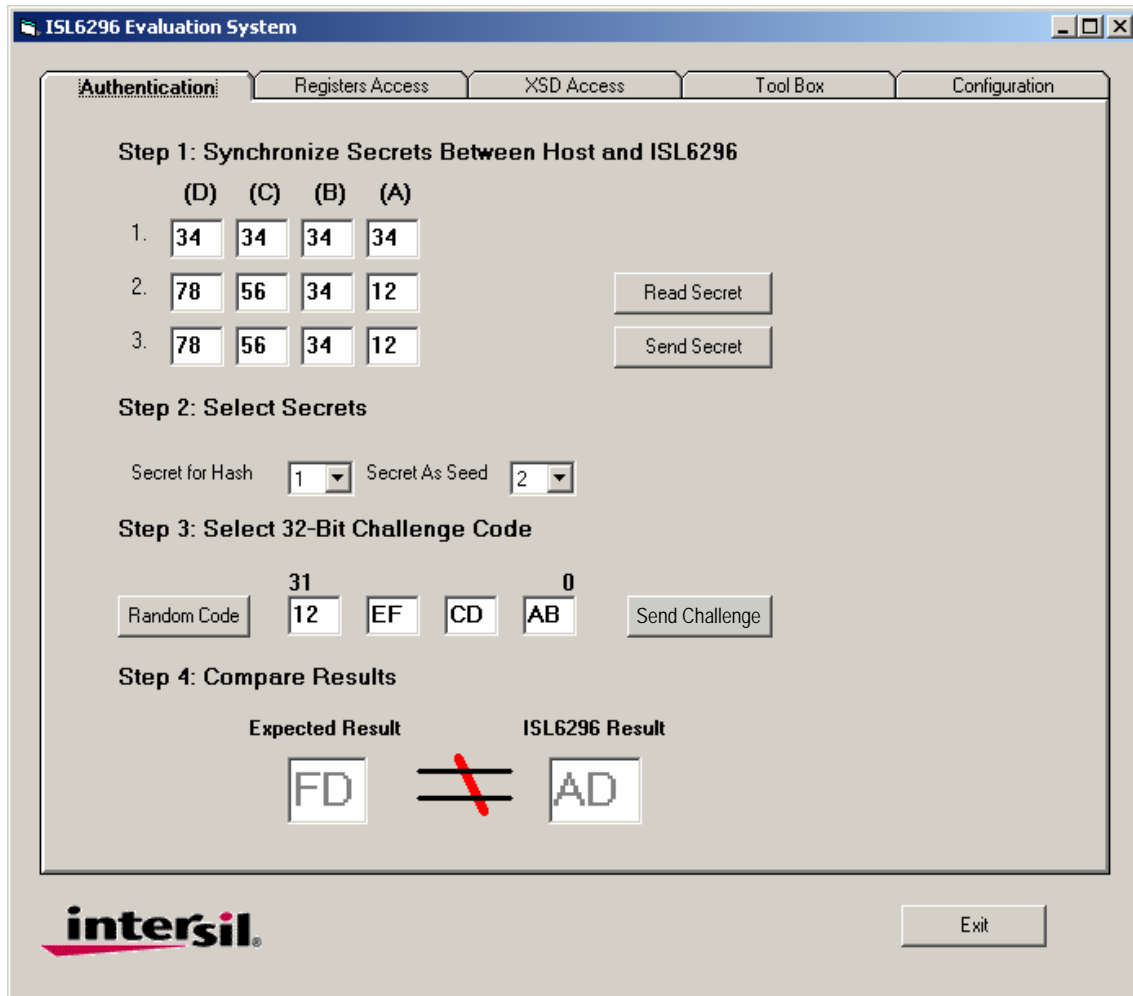 ISL6296 Evaluation System
Authentication Registers Access XSD Access Tool Box Configuration
Step 1: Synchronize Secrets Between Host and ISL6296
(D) (C) (B) (A)
1. 34 34 34 34
2. 78 56 34 12 Read Secret
3. 78 56 34 12 Send Secret
Step 2: Select Secrets
Secret for Hash 1 Secret As Seed 2
Step 3: Select 32-Bit Challenge Code
31 0
Random Code 12 EF CD AB Send Challenge
Step 4: Compare Results
Expected Result ISL6296 Result
FD AD
intersil® Exit